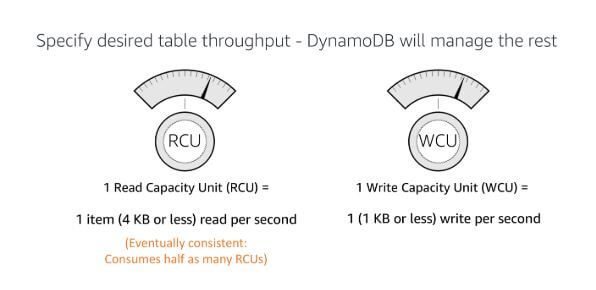 Specify desired table throughput - DynamoDB will manage the rest
RCU
WCU
1 Read Capacity Unit (RCU) =
1 Write Capacity Unit (WCU) =
1 item (4 KB or less) read per second
1 (1 KB or less) write per second
(Eventually consistent:
Consumes half as many RCUs)